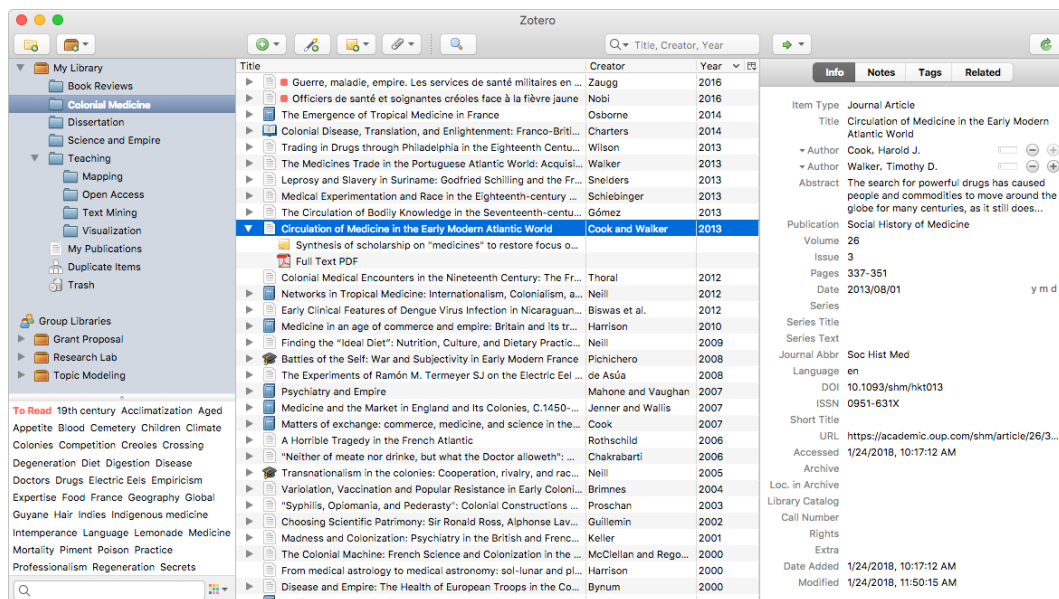 Zotero
Title, Creator, Year
My Library
Book Reviews
Colonial Medicine
Dissertation
Science and Empire
Teaching
Mapping
Open Access
Text Mining
Visualization
My Publications
Duplicate Items
Trash
Group Libraries
Grant Proposal
Research Lab
Topic Modeling
To Read 19th century Acclimatization Aged
Appetite Blood Cemetery Children Climate
Colonies Competition Creoles Crossing
Degeneration Diet Digestion Disease
Doctors Drugs Electric Eels Empiricism
Expertise Food France Geography Global
Guyane Hair Indies Indigenous medicine
Intemperance Language Lemonade Medicine
Mortality Piment Poison Practice
Professionalism Regeneration Secrets
Title Creator Year
Guerre, maladie, empire. Les services de santé militaires en ... Zaugg 2016
Officiers de santé et soignantes créoles face à la fièvre jaune Nobi 2016
The Emergence of Tropical Medicine in France Osborne 2014
Colonial Disease, Translation, and Enlightenment: Franco-Briti... Charters 2014
Trading in Drugs through Philadelphia in the Eighteenth Centu... Wilson 2013
The Medicines Trade in the Portuguese Atlantic World: Acquisi... Walker 2013
Leprosy and Slavery in Suriname: Godfried Schilling and the Fr... Snelders 2013
Medical Experimentation and Race in the Eighteenth-century ... Schiebinger 2013
The Circulation of Bodily Knowledge in the Seventeenth-centu... Gómez 2013
Circulation of Medicine in the Early Modern Atlantic World Cook and Walker 2013
Synthesis of scholarship on "medicines" to restore focus o...
Full Text PDF
Colonial Medical Encounters in the Nineteenth Century: The Fr... Thoral 2012
Networks in Tropical Medicine: Internationalism, Colonialism, a... Neill 2012
Early Clinical Features of Dengue Virus Infection in Nicaraguan... Biswas et al. 2012
Medicine in an age of commerce and empire: Britain and its tr... Harrison 2010
Finding the “Ideal Diet”: Nutrition, Culture, and Dietary Practic... Neill 2009
Battles of the Self: War and Subjectivity in Early Modern France Pichichero 2008
The Experiments of Ramón M. Termeyer SJ on the Electric Eel ... de Asúa 2008
Psychiatry and Empire Mahone and Vaughan 2007
Medicine and the Market in England and Its Colonies, C.1450-... Jenner and Wallis 2007
Matters of exchange: commerce, medicine, and science in the... Cook 2007
A Horrible Tragedy in the French Atlantic Rothschild 2006
"Neither of meate nor drinke, but what the Doctor alloweth": ... Chakrabarti 2006
Transnationalism in the colonies: Cooperation, rivalry, and rac... Neill 2005
Variolation, Vaccination and Popular Resistance in Early Coloni... Brimnes 2004
"Syphilis, Opiomania, and Pederasty": Colonial Constructions ... Proschan 2003
Choosing Scientific Patrimony: Sir Ronald Ross, Alphonse Lav... Guillemin 2002
Madness and Colonization: Psychiatry in the British and Frenc... Keller 2001
The Colonial Machine: French Science and Colonization in the ... McClellan and Rego... 2000
From medical astrology to medical astronomy: sol-lunar and pl... Harrison 2000
Disease and Empire: The Health of European Troops in the Co... Bynum 2000
Info Notes Tags Related
Item Type Journal Article
Title Circulation of Medicine in the Early Modern
Atlantic World
Author Cook, Harold J.
Author Walker, Timothy D.
Abstract The search for powerful drugs has caused
people and commodities to move around the
globe for many centuries, as it still does...
Publication Social History of Medicine
Volume 26
Issue 3
Pages 337-351
Date 2013/08/01 y m d
Series
Series Title
Series Text
Journal Abbr Soc Hist Med
Language en
DOI 10.1093/shm/hkt013
ISSN 0951-631X
Short Title
URL https://academic.oup.com/shm/article/26/3...
Accessed 1/24/2018, 10:17:12 AM
Archive
Loc. in Archive
Library Catalog
Call Number
Rights
Extra
Date Added 1/24/2018, 10:17:12 AM
Modified 1/24/2018, 11:50:15 AM